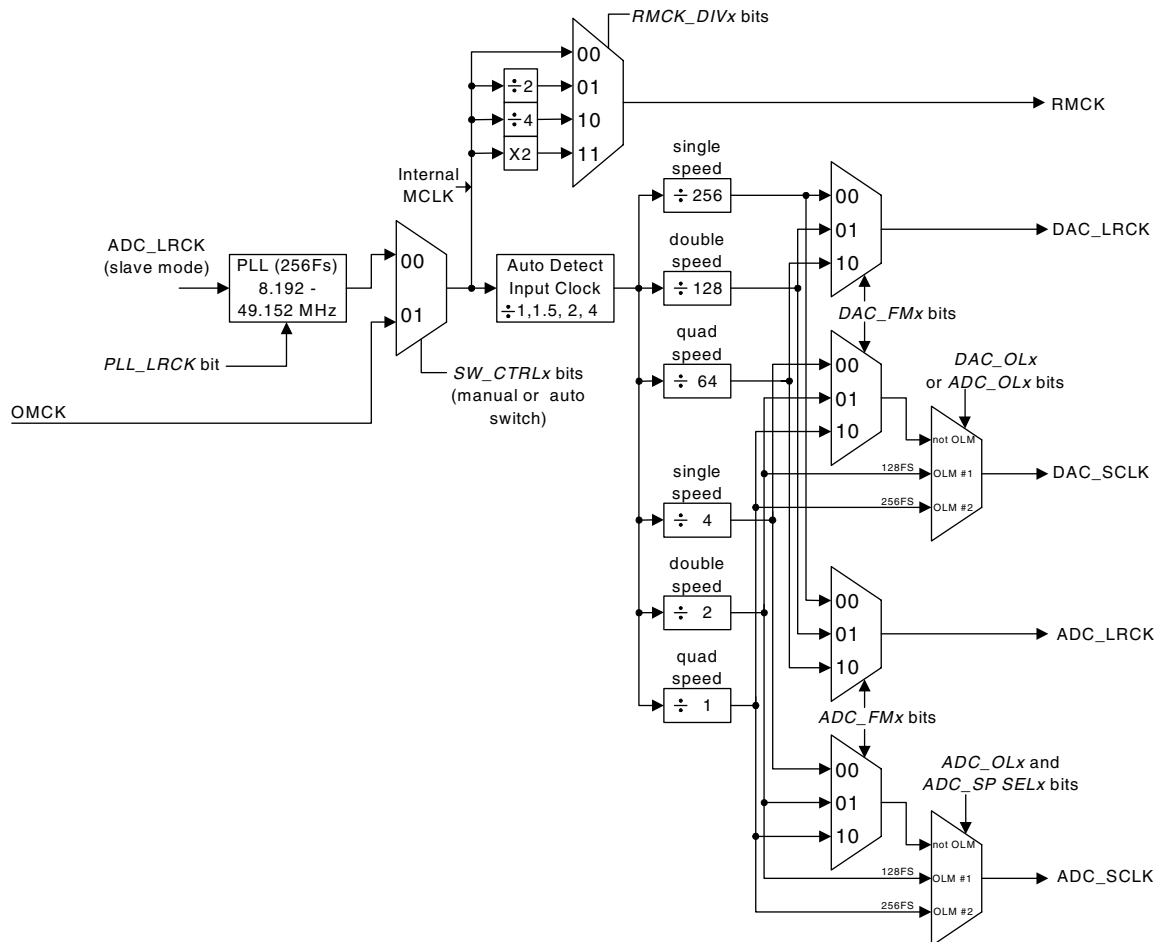 RMCK_DIVx bits
00
÷2
01
÷4
10
X2
11
RMCK
Internal
MCLK
ADC_LRCK
(slave mode)
PLL (256Fs)
8.192 -
49.152 MHz
PLL_LRCK bit
OMCK
00
01
SW_CTRLx bits
(manual or auto
switch)
Auto Detect
Input Clock
÷1,1.5, 2, 4
single
speed
÷ 256
double
speed
÷ 128
quad
speed
÷ 64
single
speed
÷ 4
double
speed
÷ 2
quad
speed
÷ 1
00
01
10
DAC_LRCK
DAC_FMx bits
00
01
10
DAC_OLx
or ADC_OLx bits
not OLM
128FS
OLM #1
256FS
OLM #2
DAC_SCLK
00
01
10
ADC_LRCK
ADC_FMx bits
00
01
10
ADC_OLx and
ADC_SP SELx bits
not OLM
128FS
OLM #1
256FS
OLM #2
ADC_SCLK